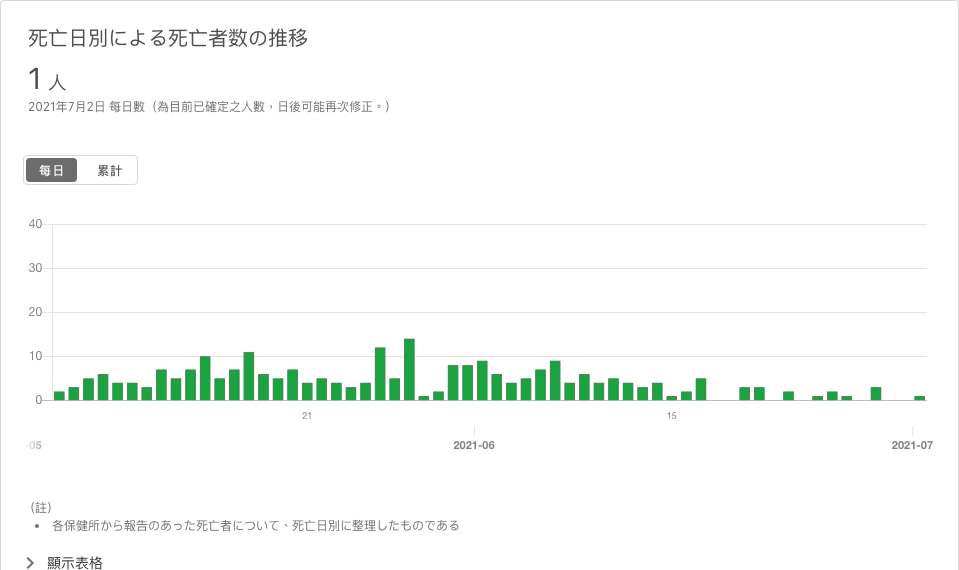 死亡日別による死亡者数の推移
1 人
2021年7月2日 每日數（為目前已確定之人數，日後可能再次修正。）
每日 累計
40
30
20
10
0
21 15
-05 2021-06 2021-07
（註）
• 各保健所から報告のあった死亡者について、死亡日別に整理したものである
顯示表格